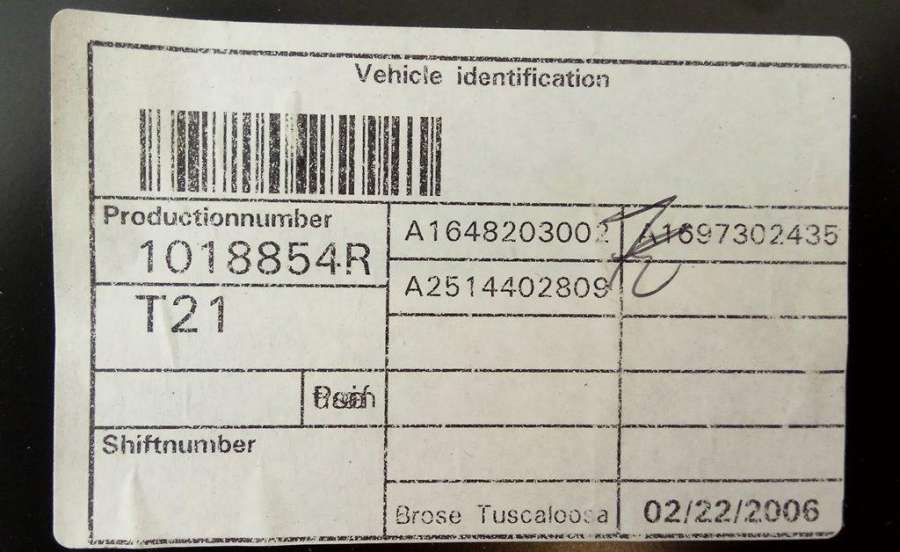 Vehicle identification
Productionnumber
1018854R
A1648203002
A1697302435
T21
A2514402809
Shiftnumber
Brose Tuscaloosa
02/22/2006